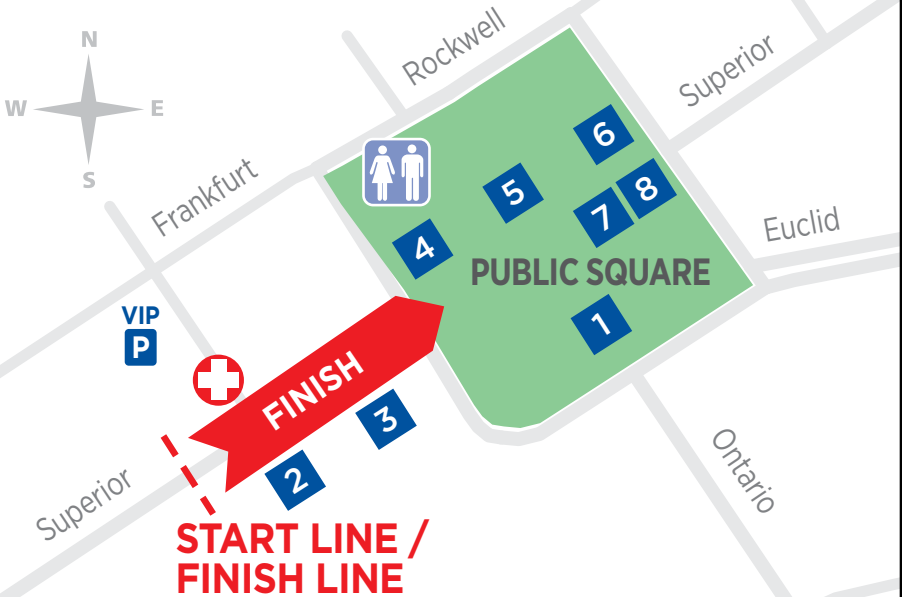 N
W
E
S
Rockwell
Superior
Frankfurt
Euclid
6
5
8
7
4
PUBLIC SQUARE
1
VIP
P
FINISH
3
2
Superior
Ontario
START LINE /
FINISH LINE